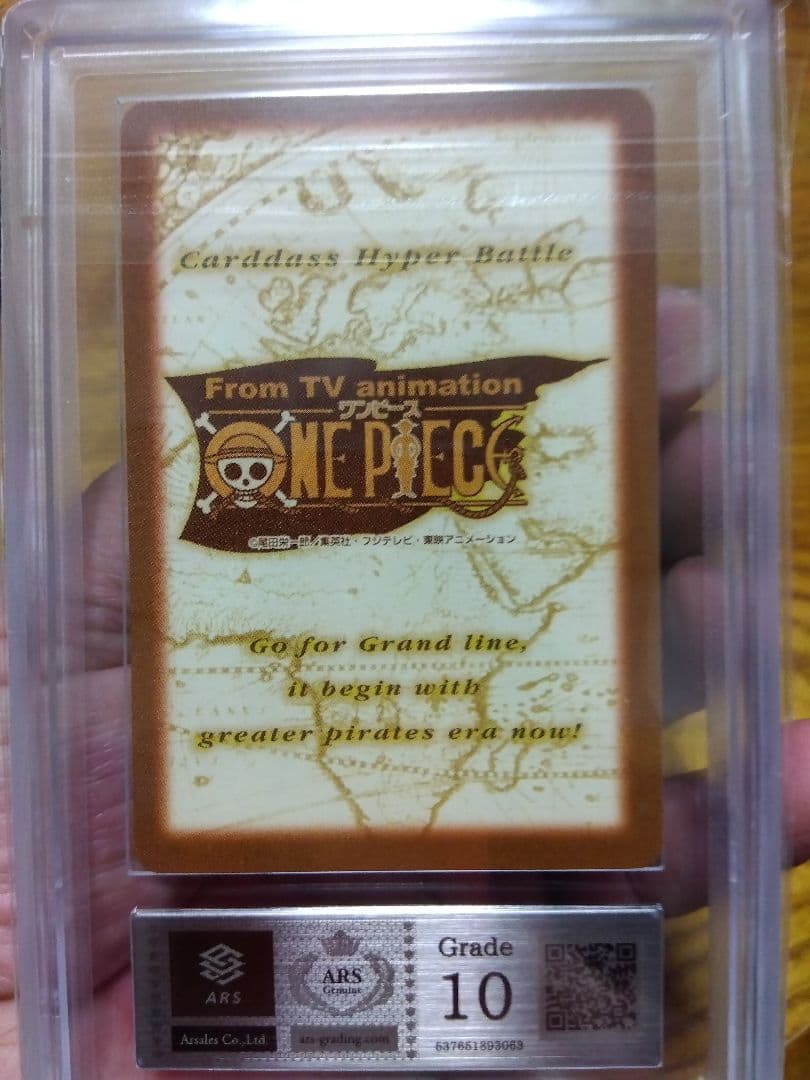 Carddass Hyper Battle
From TV animation
ワンピース
ONE PIECE
©尾田栄一郎/集英社・フジテレビ・東映アニメーション
Go for Grand line,
it begin with
greater pirates era now!
ARS
Arsales Co.,Ltd.
ARS
Genuine
ars-grading.com
Grade
10
537651893063